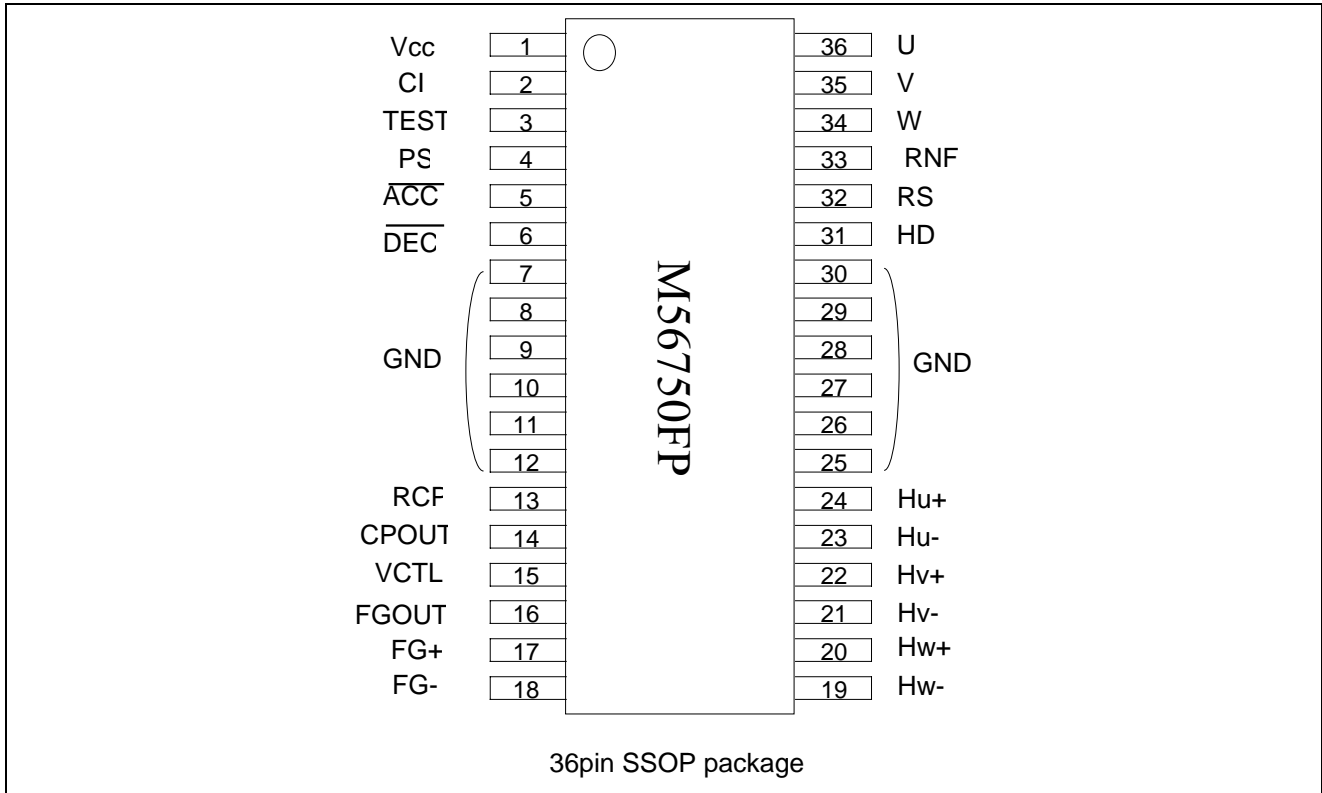 Vcc 1 36 U
CI 2 35 V
TEST 3 34 W
PS 4 33 RNF
A̅C̅C̅ 5 32 RS
D̅E̅C̅ 6 31 HD
7 30
8 29
GND 9 28 GND
10 27
11 26
12 25
RCF 13 24 Hu+
CPOUT 14 23 Hu-
VCTL 15 22 Hv+
FGOUT 16 21 Hv-
FG+ 17 20 Hw+
FG- 18 19 Hw-
M56750FP
36pin SSOP package